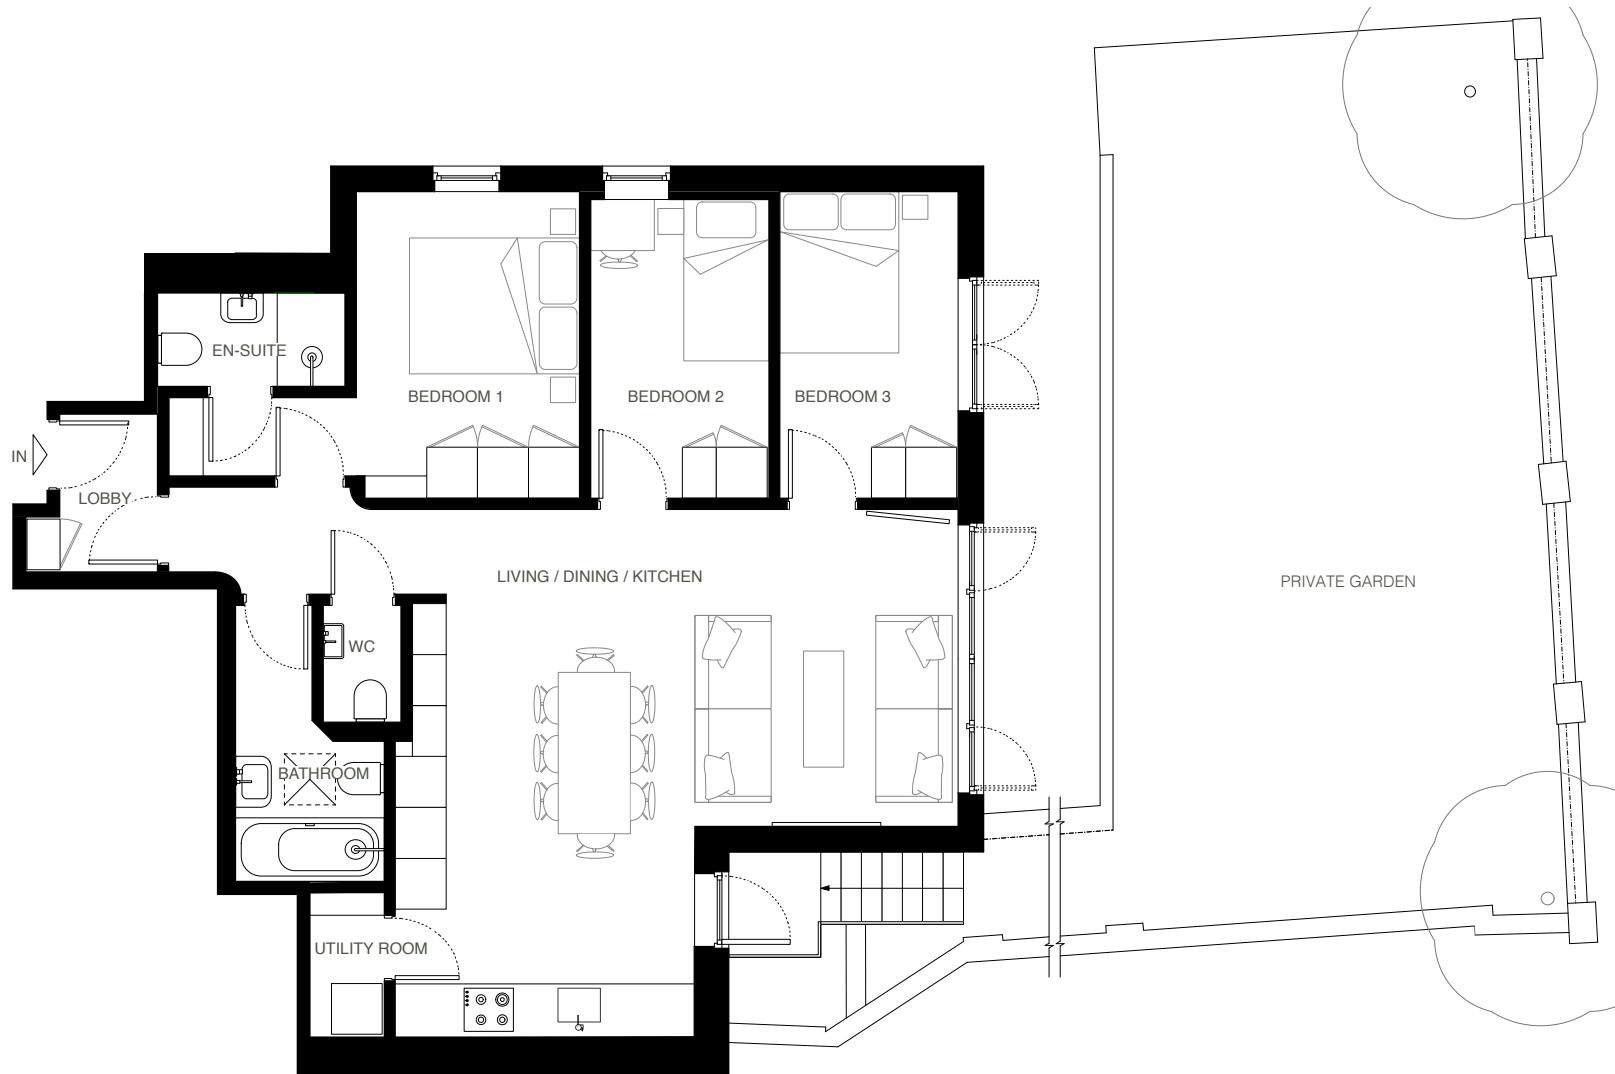 EN-SUITE
BEDROOM 1
BEDROOM 2
BEDROOM 3
IN
LOBBY
LIVING / DINING / KITCHEN
PRIVATE GARDEN
WC
BATHROOM
UTILITY ROOM